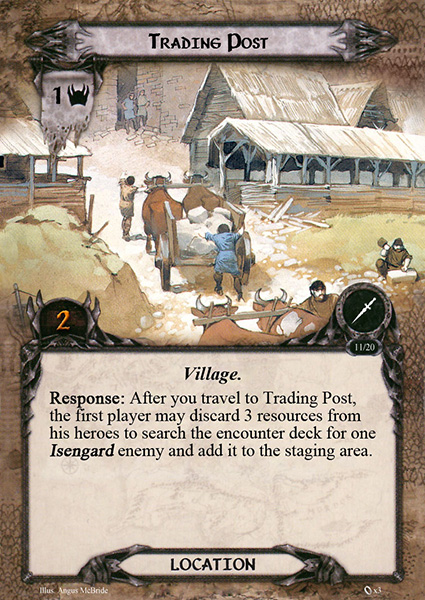 TRADING POST
1
2
11/20
Village.
Response: After you travel to Trading Post,
the first player may discard 3 resources from
his heroes to search the encounter deck for one
Isengard enemy and add it to the staging area.
LOCATION
Illus. Angus McBride
x3